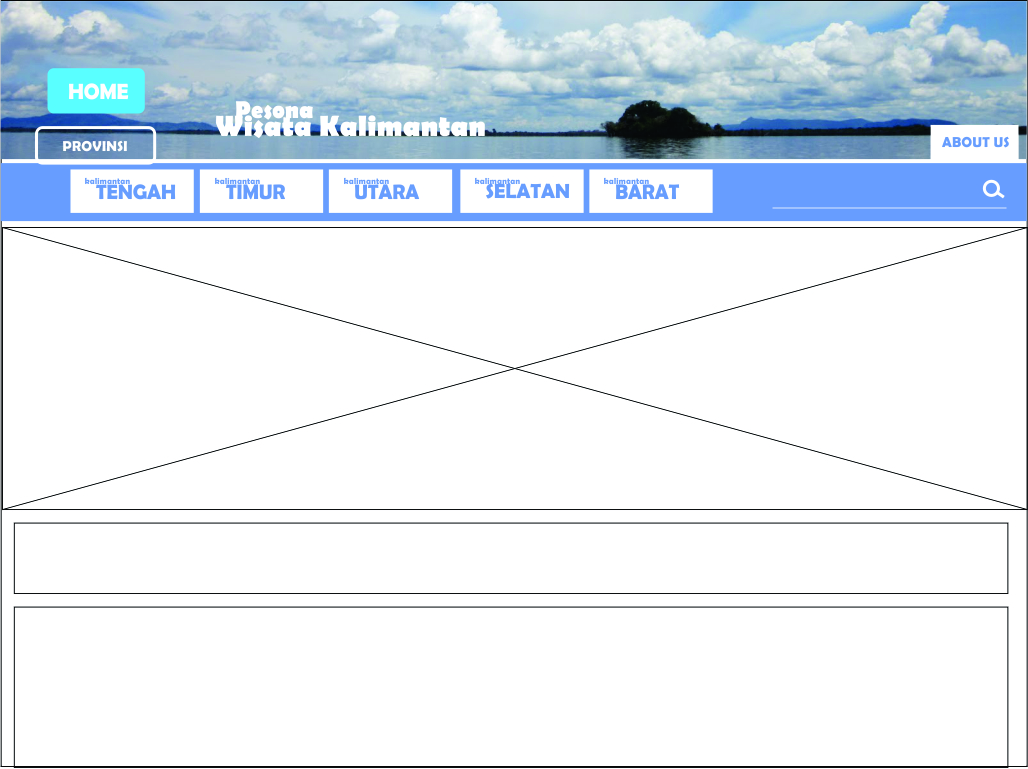 HOME
Pesona
Wisata Kalimantan
PROVINSI
ABOUT US
kalimantan
TENGAH
kalimantan
TIMUR
kalimantan
UTARA
kalimantan
SELATAN
kalimantan
BARAT